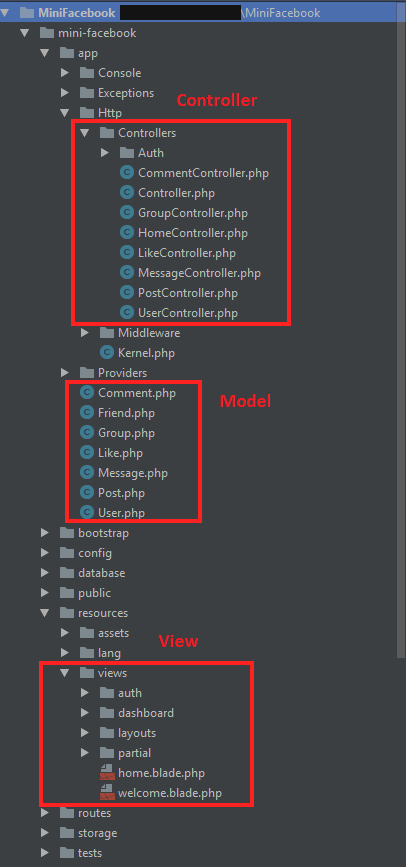 MiniFacebook \MiniFacebook
mini-facebook
app
Console
Exceptions
Controller
Http
Controllers
Auth
CommentController.php
Controller.php
GroupController.php
HomeController.php
LikeController.php
MessageController.php
PostController.php
UserController.php
Middleware
Kernel.php
Providers
Comment.php
Model
Friend.php
Group.php
Like.php
Message.php
Post.php
User.php
bootstrap
config
database
public
resources
assets
View
lang
views
auth
dashboard
layouts
partial
home.blade.php
welcome.blade.php
routes
storage
tests